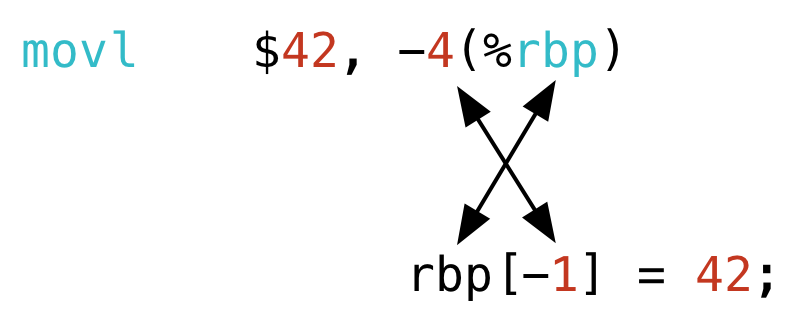 movl    $42, −4(%rbp)
rbp[−1] = 42;